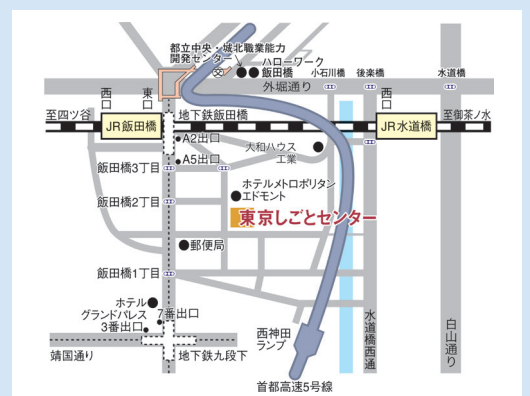 都立中央・城北職業能力
開発センター
ハローワーク
飯田橋
小石川橋
後楽橋
水道橋
外堀通り
西口
東口
西口
至四ツ谷
JR飯田橋
地下鉄飯田橋
JR水道橋
至御茶ノ水
A2出口
大和ハウス
工業
A5出口
飯田橋3丁目
ホテルメトロポリタン
エドモント
飯田橋2丁目
東京しごとセンター
郵便局
飯田橋1丁目
ホテル
グランドパレス
7番出口
3番出口
西神田
ランプ
水道橋西通
白山通り
靖国通り
地下鉄九段下
首都高速5号線